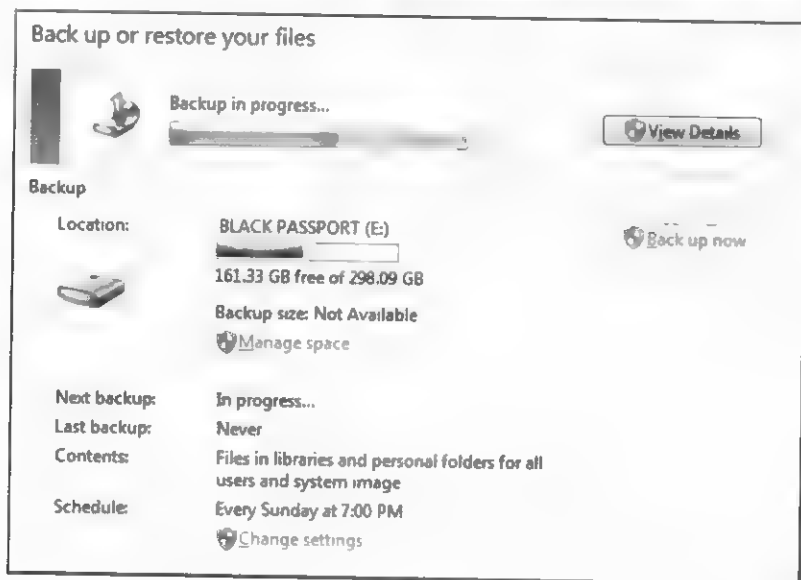 Back up or restore your files
Backup in progress...
View Details
Backup
Location:
BLACK PASSPORT (E:)
Back up now
161.33 GB free of 298.09 GB
Backup size: Not Available
Manage space
Next backup: In progress...
Last backup: Never
Contents: Files in libraries and personal folders for all
users and system image
Schedule: Every Sunday at 7:00 PM
Change settings